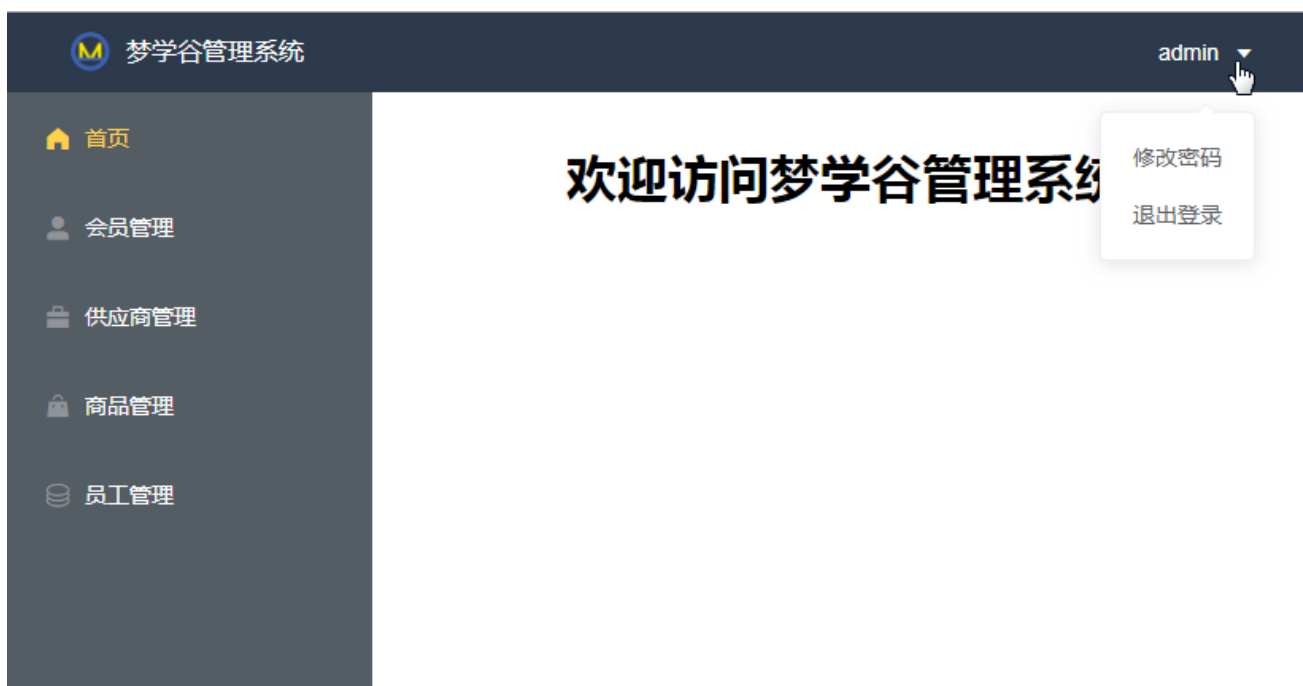 梦学谷管理系统
admin
首页
欢迎访问梦学谷管理系
修改密码
会员管理
退出登录
供应商管理
商品管理
员工管理